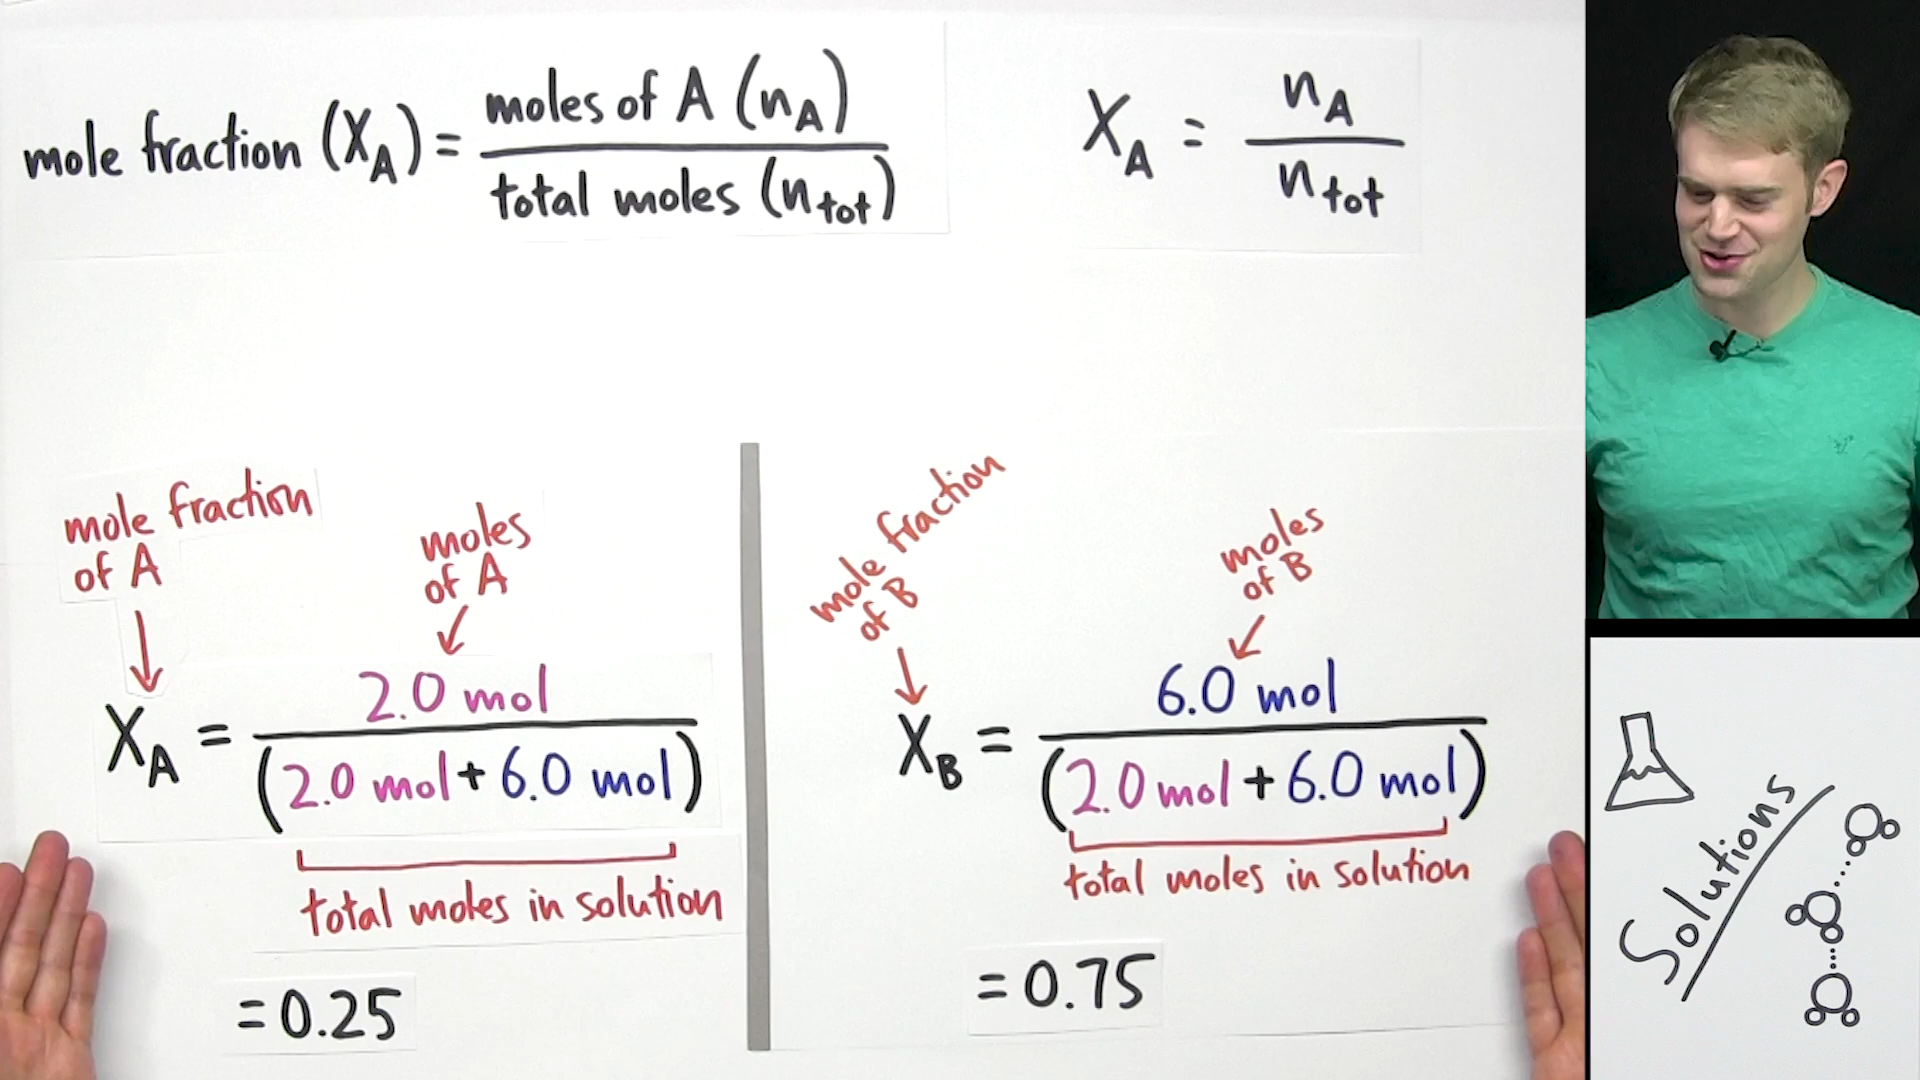 mole fraction (X_A) = moles of A (n_A) / total moles (n_tot)
X_A = n_A / n_tot
mole fraction
of A
moles
of A
X_A = 2.0 mol / (2.0 mol + 6.0 mol)
total moles in solution
= 0.25
mole fraction
of B
moles
of B
X_B = 6.0 mol / (2.0 mol + 6.0 mol)
total moles in solution
= 0.75
Solutions